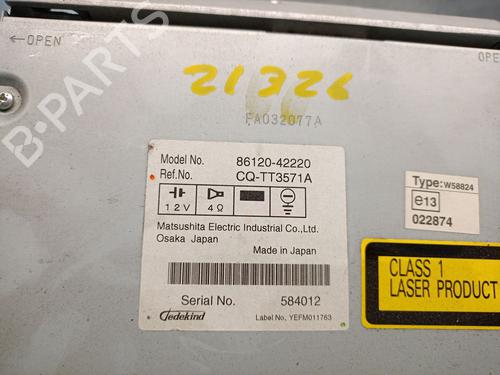 ←OPEN
OPE
21326
FA032077A
Model No. 86120-42220
Ref.No. CQ-TT3571A
12V 4Ω
Matsushita Electric Industrial Co.,Ltd.
Osaka Japan
Made in Japan
Serial No. 584012
Jedekind Label No. YEFM011763
Type: W58824
e13
022874
CLASS 1
LASER PRODUCT
B-PARTS